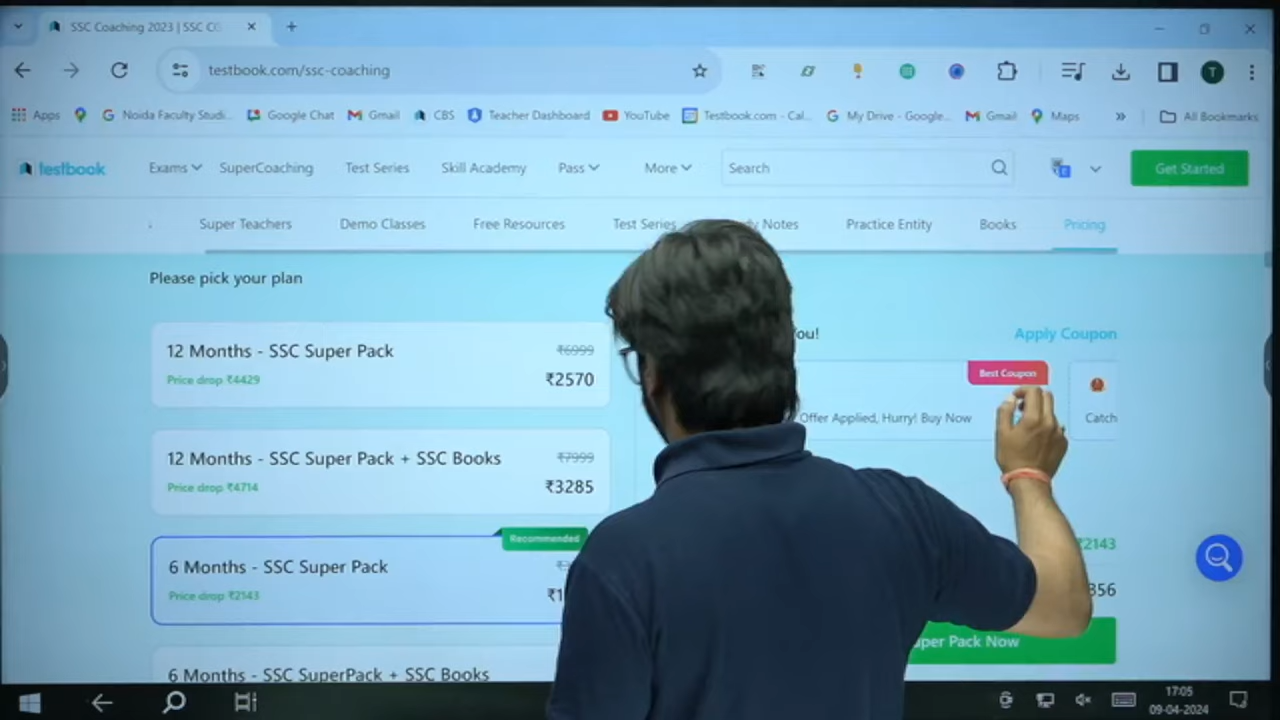 SSC Coaching 2023 | SSC CG
testbook.com/ssc-coaching
T
Apps
Noida Faculty Studi...
Google Chat
Gmail
CBS
Teacher Dashboard
YouTube
Testbook.com - Cal...
My Drive - Google...
Gmail
Maps
All Bookmarks
testbook
Exams
SuperCoaching
Test Series
Skill Academy
Pass
More
Search
Get Started
Super Teachers
Demo Classes
Free Resources
Test Series
Notes
Practice Entity
Books
Pricing
Please pick your plan
You!
Apply Coupon
12 Months - SSC Super Pack
₹6999
Price drop ₹4429
₹2570
Best Coupon
Offer Applied, Hurry! Buy Now
Catch
12 Months - SSC Super Pack + SSC Books
₹7999
Price drop ₹4714
₹3285
Recommended
6 Months - SSC Super Pack
Price drop ₹2143
₹2143
356
Super Pack Now
6 Months - SSC SuperPack + SSC Books
17:05
09-04-2024